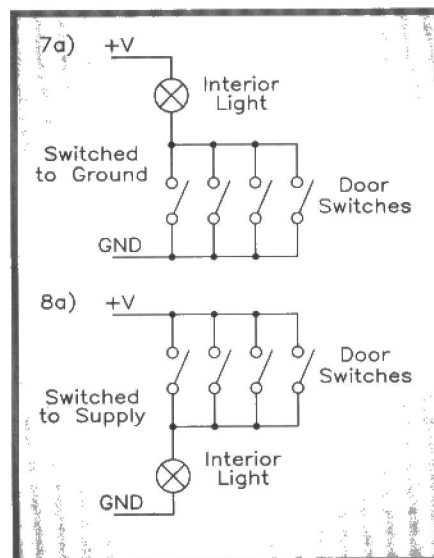 7a) +V
Interior
Light
Switched
to Ground
Door
Switches
GND
8a) +V
Door
Switches
Switched
to Supply
Interior
Light
GND